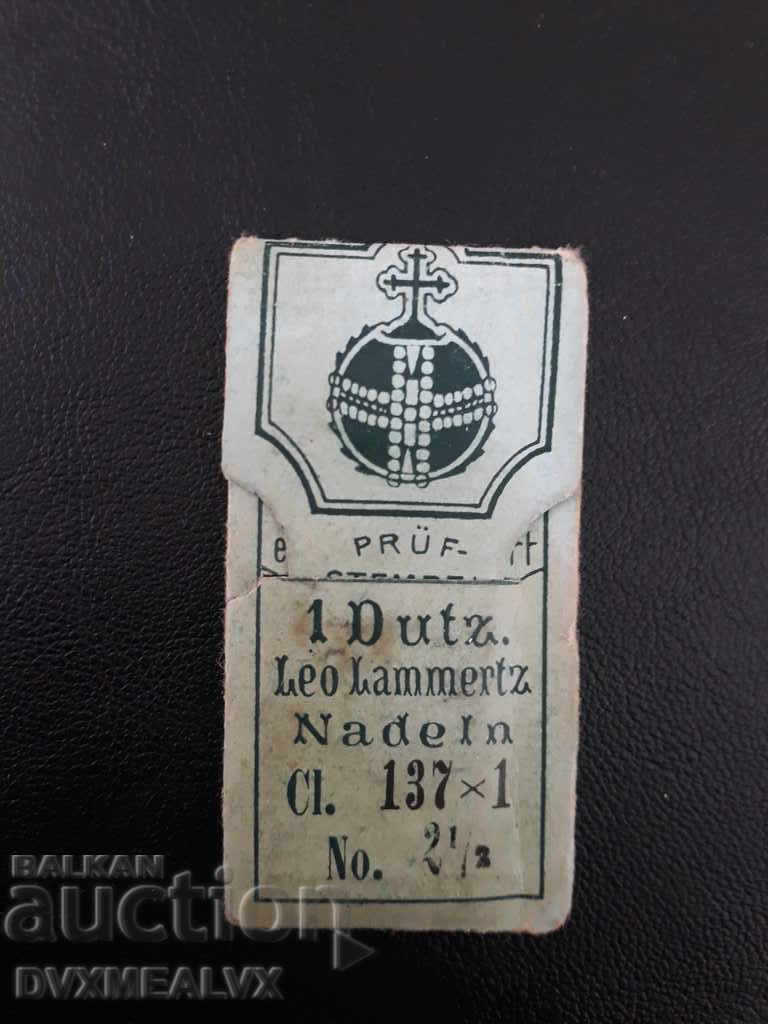 PRÜF-
1 Dutz.
Leo Lammertz
Nadeln
Cl. 137×1
No. 2½
BALKAN
auction
DVXMEALVX